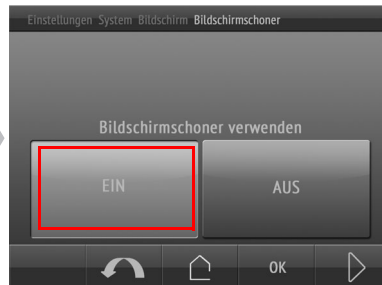 Einstellungen System Bildschirm Bildschirmschoner
Bildschirmschoner verwenden
EIN AUS
OK